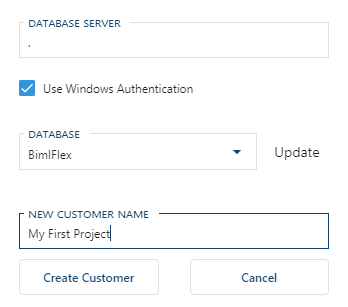 DATABASE SERVER
.
Use Windows Authentication
DATABASE
BimlFlex
Update
NEW CUSTOMER NAME
My First Project
Create Customer
Cancel